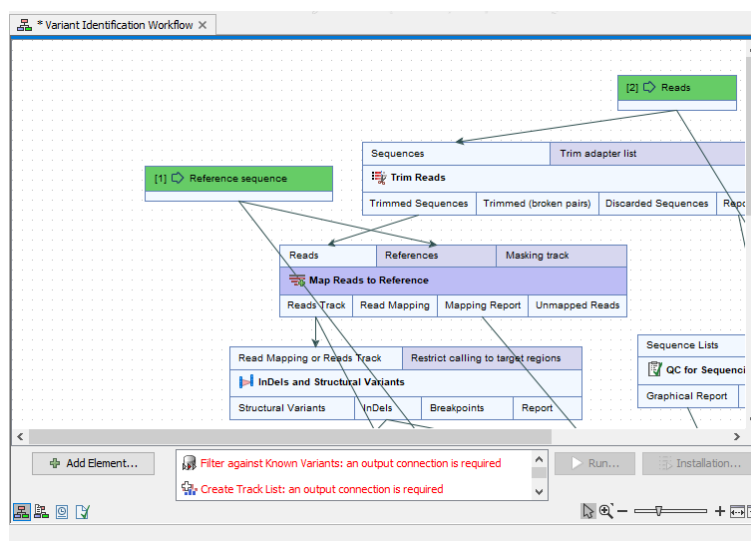 * Variant Identification Workflow
[2] Reads
Sequences Trim adapter list
[1] Reference sequence
Trim Reads
Trimmed Sequences Trimmed (broken pairs) Discarded Sequences Repo
Reads References Masking track
Map Reads to Reference
Reads Track Read Mapping Mapping Report Unmapped Reads
Sequence Lists
Read Mapping or Reads Track Restrict calling to target regions
QC for Sequenci
InDels and Structural Variants
Graphical Report
Structural Variants InDels Breakpoints Report
Add Element...
Filter against Known Variants: an output connection is required
Run... Installation...
Create Track List: an output connection is required